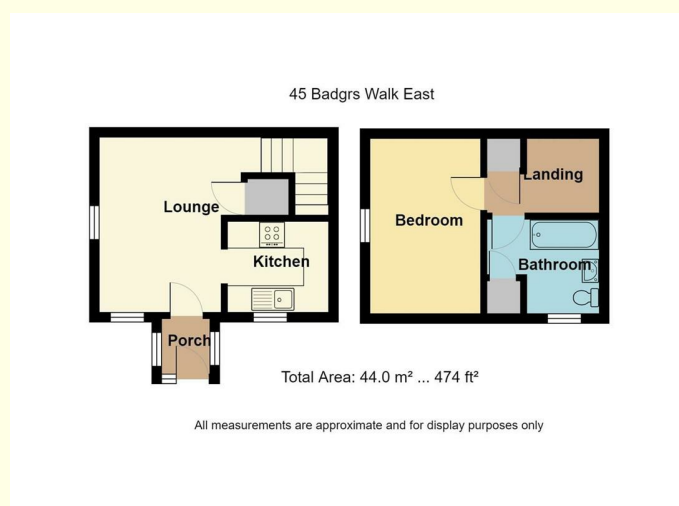 45 Badgrs Walk East
Lounge
Kitchen
Porch
Bedroom
Landing
Bathroom
Total Area: 44.0 m² ... 474 ft²
All measurements are approximate and for display purposes only